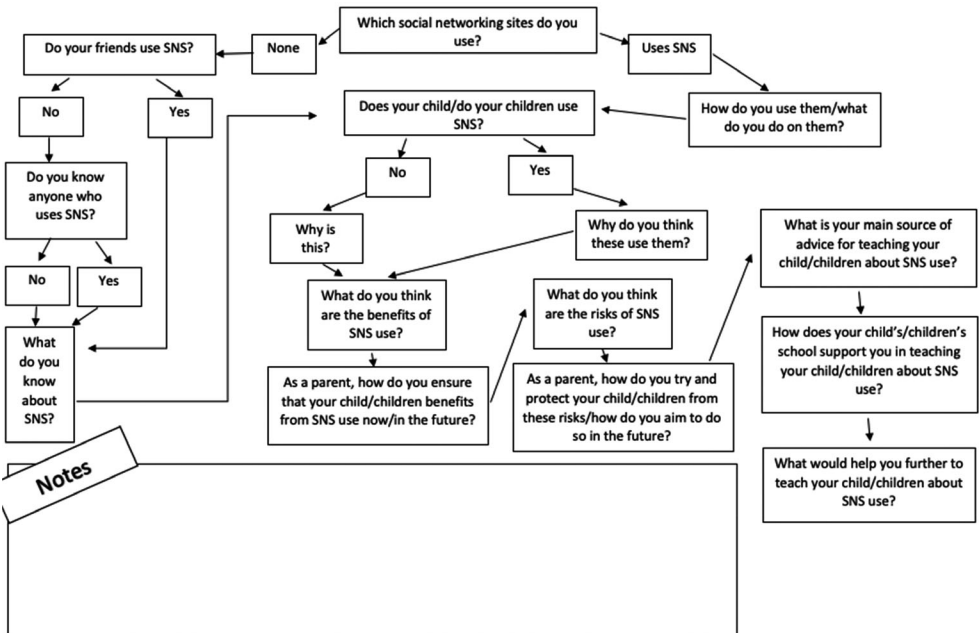 Which social networking sites do you
use?
Do your friends use SNS?
None
Uses SNS
No
Yes
Does your child/do your children use
SNS?
How do you use them/what
do you do on them?
Do you know
anyone who
uses SNS?
No
Yes
No
Yes
Why is
this?
Why do you think
these use them?
What is your main source of
advice for teaching your
child/children about SNS use?
What do you think
are the benefits of
SNS use?
What do you think
are the risks of SNS
use?
What
do you
know
about
SNS?
How does your child's/children's
school support you in teaching
your child/children about SNS
use?
As a parent, how do you ensure
that your child/children benefits
from SNS use now/in the future?
As a parent, how do you try and
protect your child/children from
these risks/how do you aim to do
so in the future?
What would help you further to
teach your child/children about
SNS use?
Notes